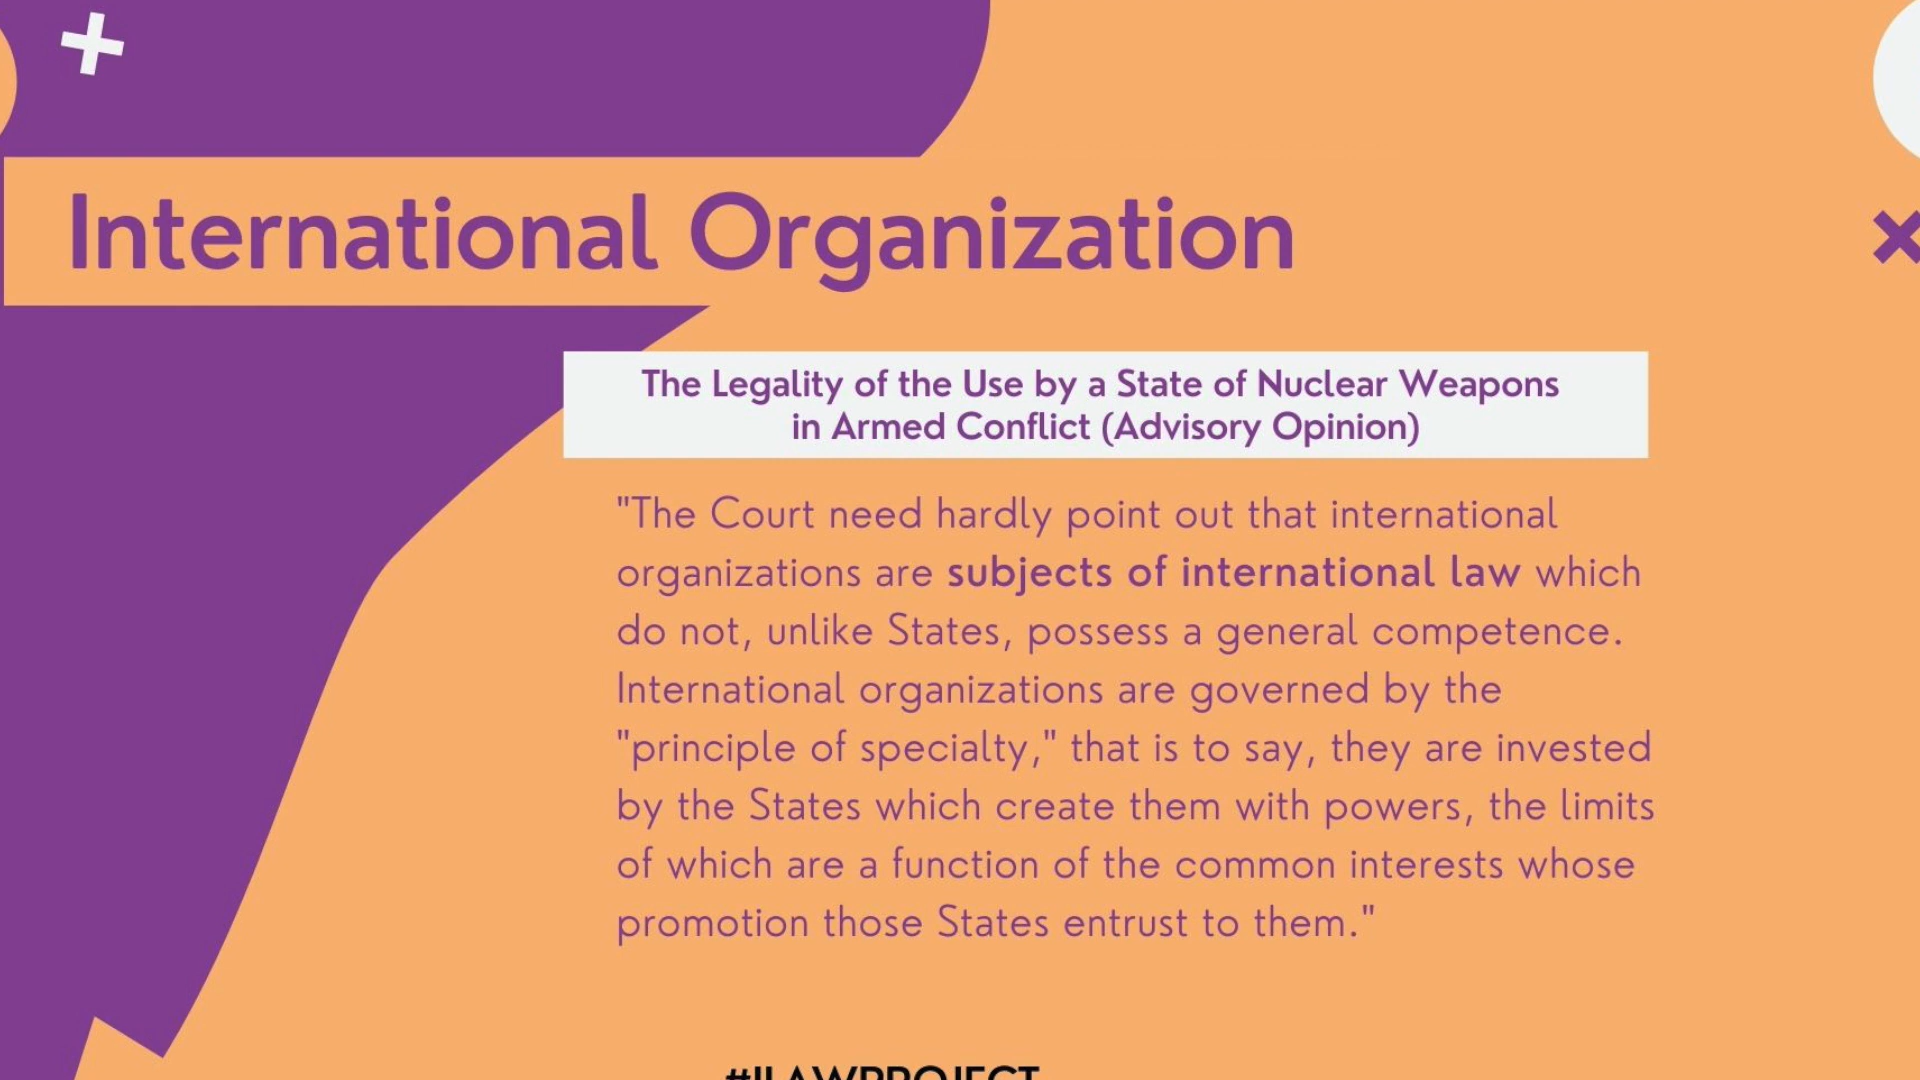 International Organization
The Legality of the Use by a State of Nuclear Weapons
in Armed Conflict (Advisory Opinion)
"The Court need hardly point out that international
organizations are subjects of international law which
do not, unlike States, possess a general competence.
International organizations are governed by the
"principle of specialty," that is to say, they are invested
by the States which create them with powers, the limits
of which are a function of the common interests whose
promotion those States entrust to them."
#ILAWPROJECT